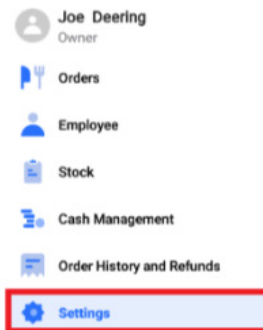 Joe Deering
Owner
Orders
Employee
Stock
Cash Management
Order History and Refunds
Settings